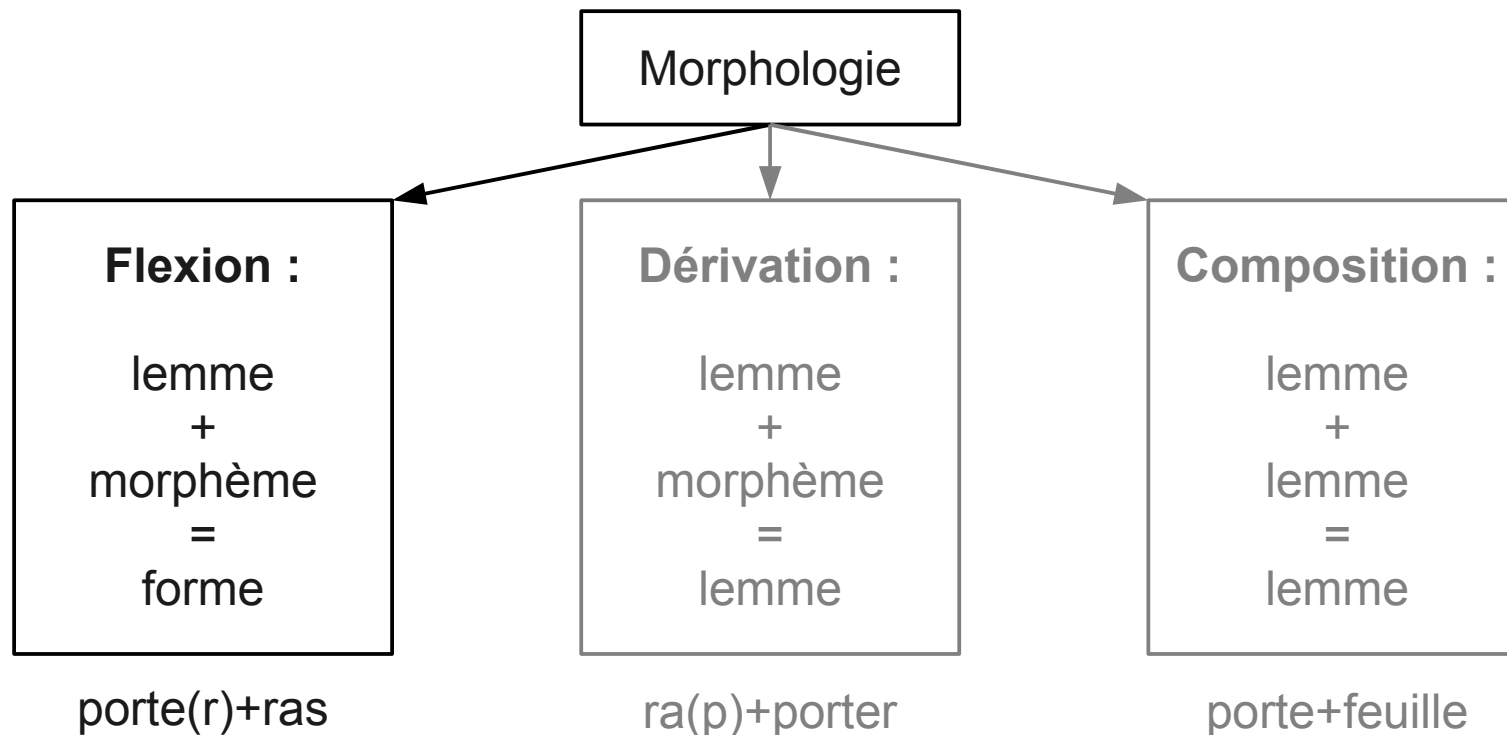 Morphologie
Flexion :
lemme
+
morphème
=
forme
porte(r)+ras
Dérivation :
lemme
+
morphème
=
lemme
ra(p)+porter
Composition :
lemme
+
lemme
=
lemme
porte+feuille